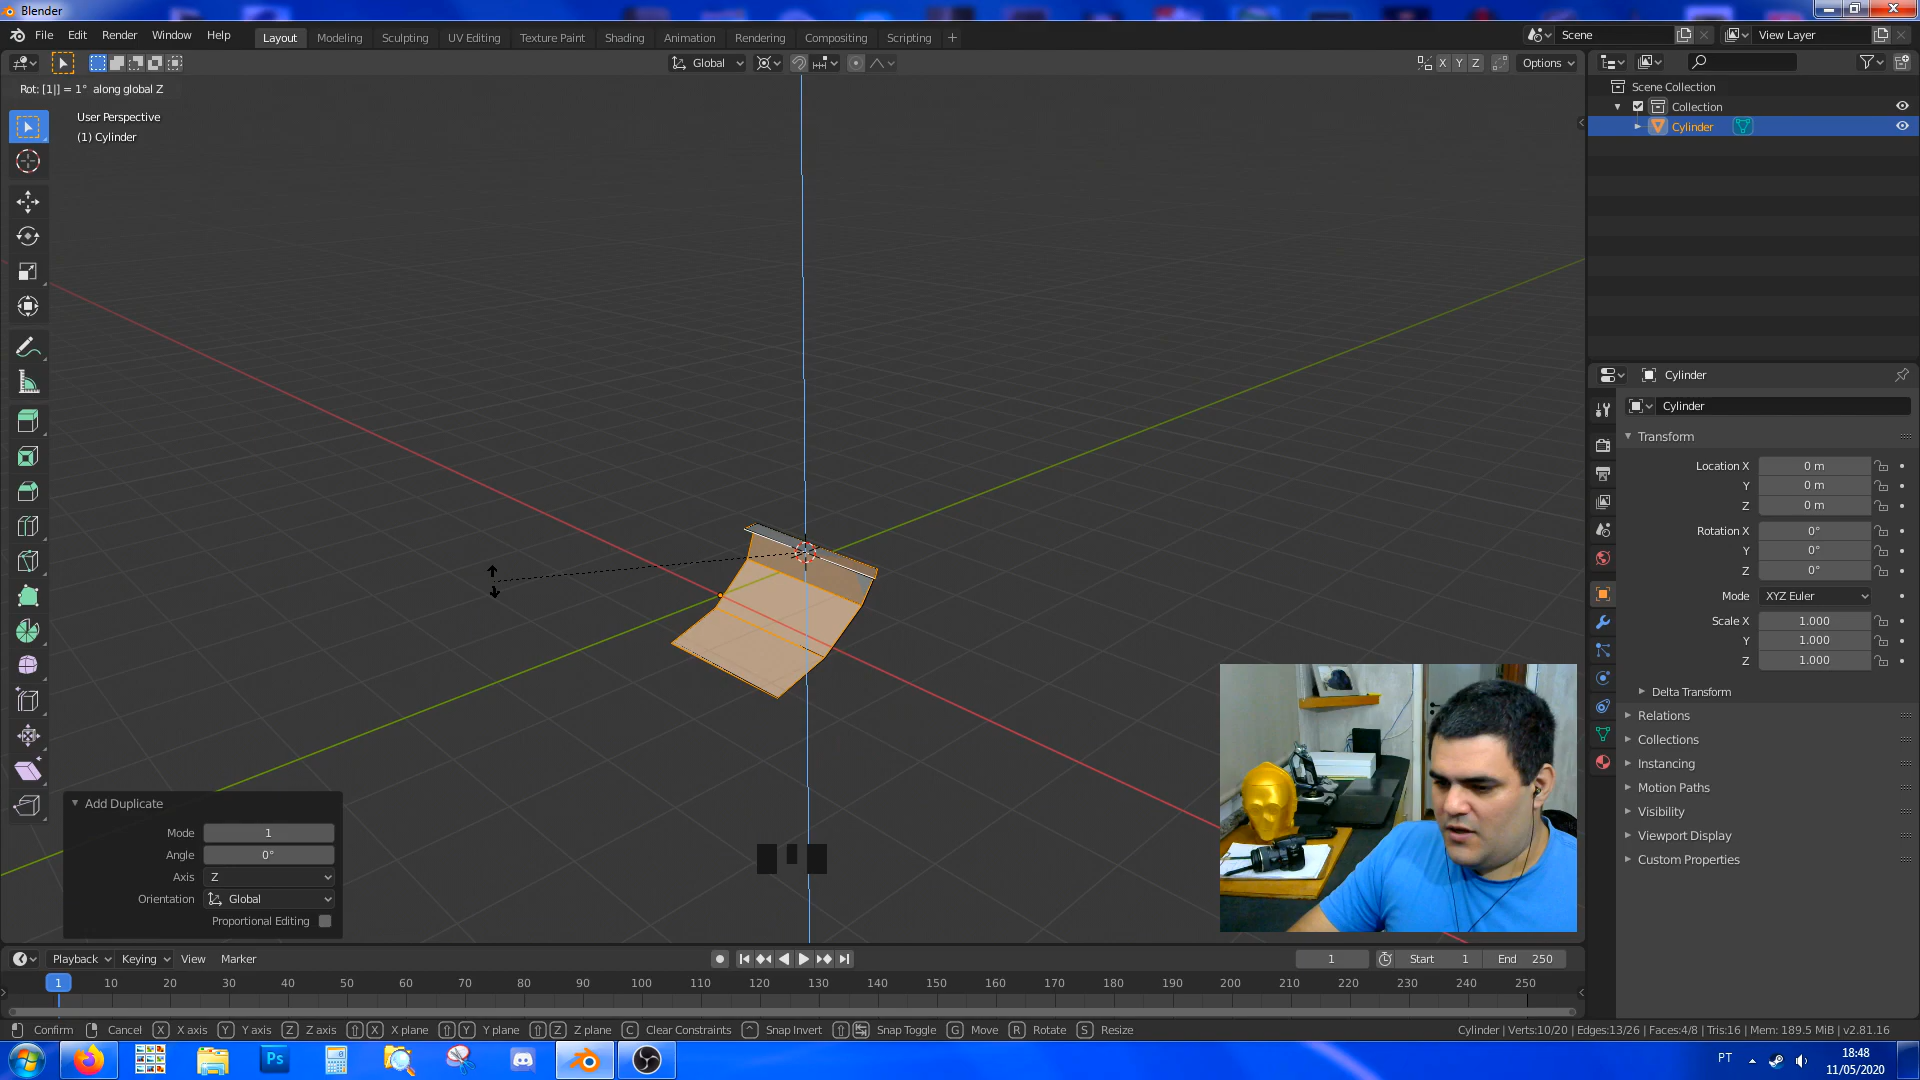 Blender
File Edit Render Window Help
Layout Modeling Sculpting UV Editing Texture Paint Shading Animation Rendering Compositing Scripting +
Scene
View Layer
Global
X Y Z
Options
Rot: [1|] = 1° along global Z
User Perspective
(1) Cylinder
Scene Collection
Collection
Cylinder
Cylinder
Cylinder
Transform
Location X 0 m
Y 0 m
Z 0 m
Rotation X 0°
Y 0°
Z 0°
Mode XYZ Euler
Scale X 1.000
Y 1.000
Z 1.000
Delta Transform
Relations
Collections
Instancing
Motion Paths
Visibility
Viewport Display
Custom Properties
Add Duplicate
Mode 1
Angle 0°
Axis Z
Orientation Global
Proportional Editing
Playback Keying View Marker
1 Start 1 End 250
1 10 20 30 40 50 60 70 80 90 100 110 120 130 140 150 160 170 180 190 200 210 220 230 240 250
Confirm Cancel X X axis Y Y axis Z Z axis X X plane Y Y plane Z Z plane C Clear Constraints ^ Snap Invert Snap Toggle G Move R Rotate S Resize
Cylinder | Verts:10/20 | Edges:13/26 | Faces:4/8 | Tris:16 | Mem: 189.5 MiB | v2.81.16
Ps
PT
18:48
11/05/2020